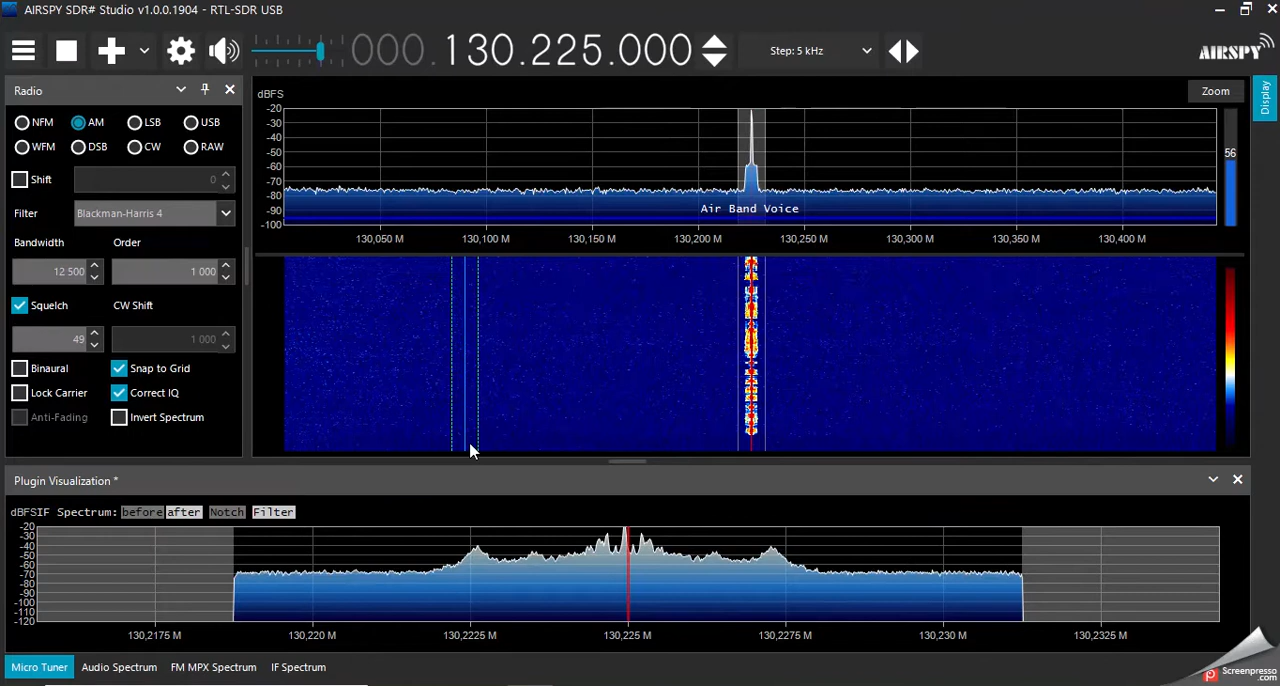 AIRSPY SDR# Studio v1.0.0.1904 - RTL-SDR USB
000.130.225.000
Step: 5 kHz
AIRSPY
Radio
NFM AM LSB USB
WFM DSB CW RAW
Shift 0
Filter Blackman-Harris 4
Bandwidth Order
12 500 1 000
Squelch CW Shift
49 1 000
Binaural Snap to Grid
Lock Carrier Correct IQ
Anti-Fading Invert Spectrum
dBFS
Zoom
Display
-20
-30
-40
-50
-60
-70
-80
-90
-100
56
Air Band Voice
130,050 M 130,100 M 130,150 M 130,200 M 130,250 M 130,300 M 130,350 M 130,400 M
Plugin Visualization *
dBFSIF Spectrum: before after Notch Filter
-20
-30
-40
-50
-60
-70
-80
-90
-100
-110
-120
130,2175 M 130,220 M 130,2225 M 130,225 M 130,2275 M 130,230 M 130,2325 M
Micro Tuner Audio Spectrum FM MPX Spectrum IF Spectrum
Screenpresso
.com